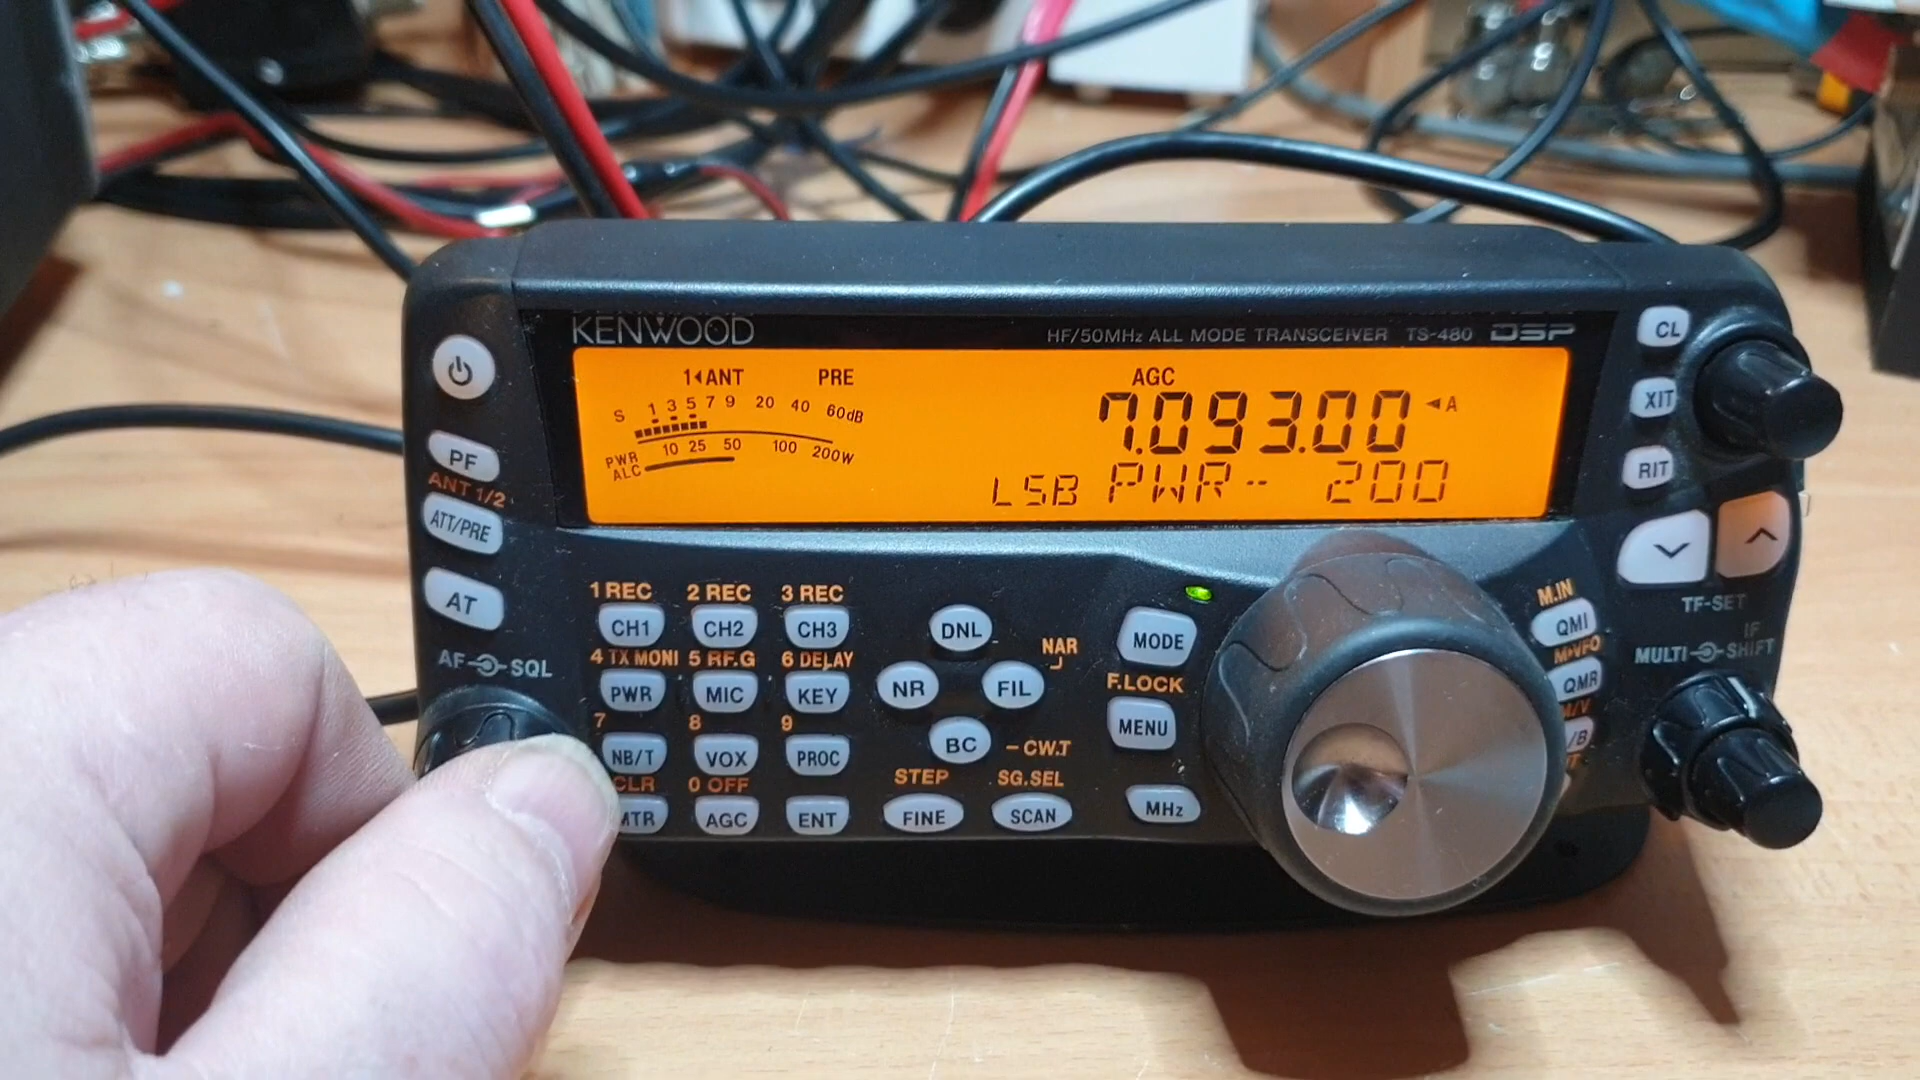 KENWOOD
HF/50MHz ALL MODE TRANSCEIVER TS-480 DSP
1◄ANT PRE AGC
S 1 3 5 7 9 20 40 60dB
7.093.00 ◄A
PWR 10 25 50 100 200W
ALC
LSB PWR- 200
PF
ANT 1/2
ATT/PRE
AT
AF SQL
1 REC 2 REC 3 REC
CH1 CH2 CH3
4 TX MONI 5 RF.G 6 DELAY
PWR MIC KEY
7 8 9
NB/T VOX PROC
CLR 0 OFF
MTR AGC ENT
DNL
NAR
NR FIL
BC
-CW.T
STEP SG.SEL
FINE SCAN
MODE
F.LOCK
MENU
MHz
CL
XIT
RIT
TF-SET
M.IN
QMI
M▸VFO
QMR
M/V
/B
IF
MULTI SHIFT